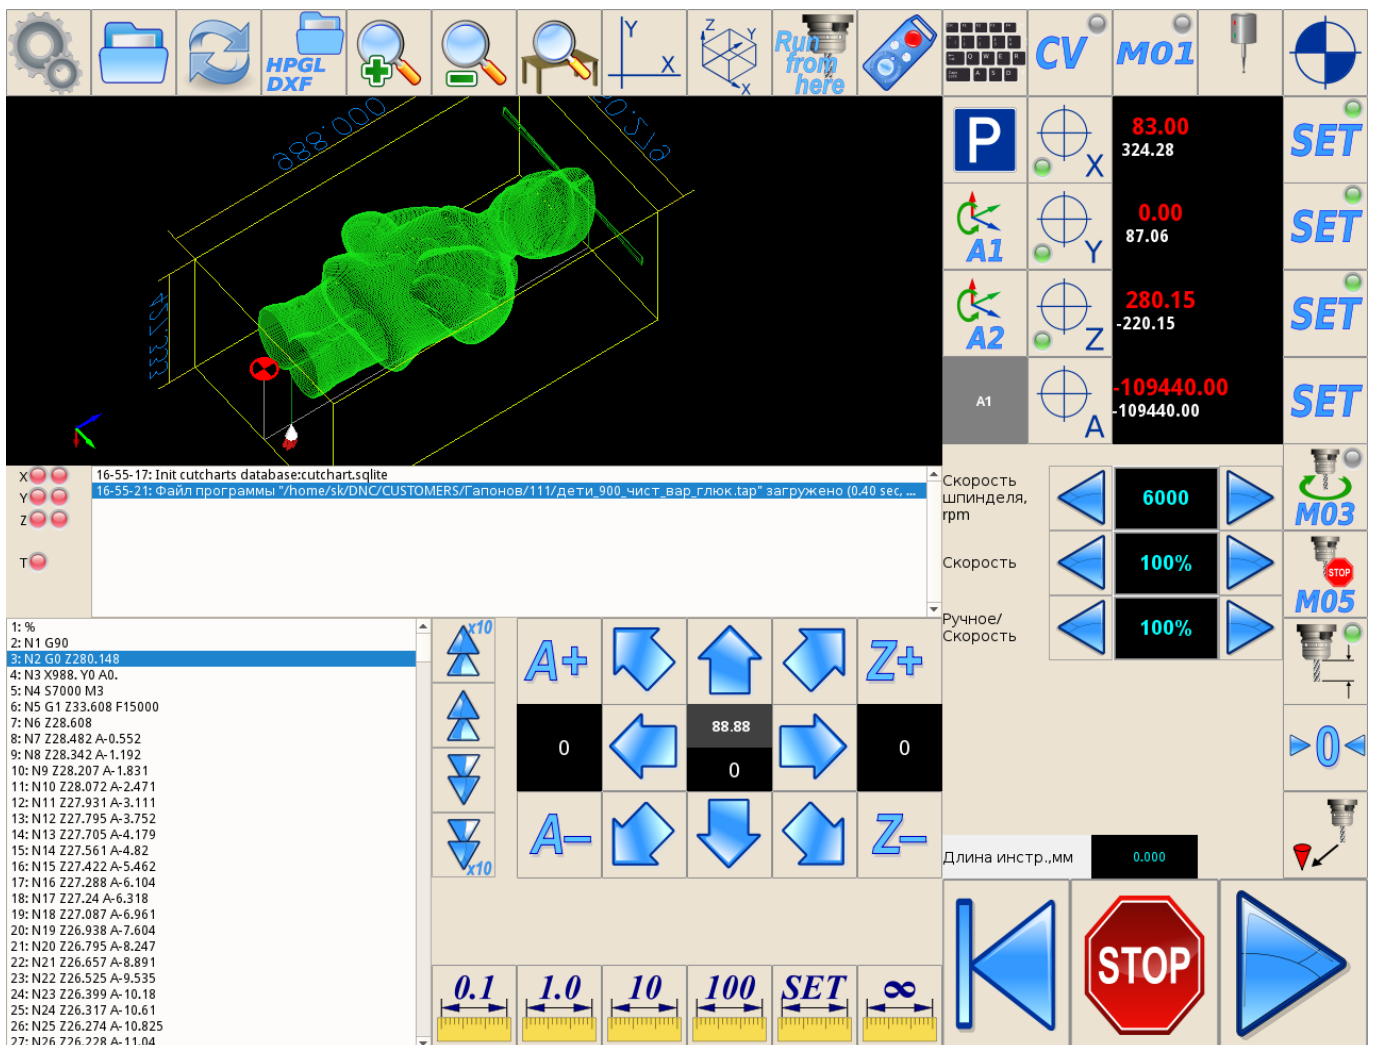 HPGL
DXF
Y
X
Z
Y
X
Run
from
here
CV
M01
988.000
P
X
83.00
324.28
SET
A1
Y
0.00
87.06
SET
A2
Z
280.15
-220.15
SET
A1
A
-109440.00
-109440.00
SET
X
Y
Z
T
16-55-17: Init cutcharts database:cutchart.sqlite
16-55-21: Файл программы "/home/sk/DNC/CUSTOMERS/Гапонов/111/дети_900_чист_вар_глюк.tap" загружено (0.40 sec, ...
Скорость
шпинделя,
rpm
6000
M03
Скорость
100%
STOP
M05
Ручное/
Скорость
100%
1: %
2: N1 G90
3: N2 G0 Z280.148
4: N3 X988. Y0 A0.
5: N4 S7000 M3
6: N5 G1 Z33.608 F15000
7: N6 Z28.608
8: N7 Z28.482 A-0.552
9: N8 Z28.342 A-1.192
10: N9 Z28.207 A-1.831
11: N10 Z28.072 A-2.471
12: N11 Z27.931 A-3.111
13: N12 Z27.795 A-3.752
14: N13 Z27.705 A-4.179
15: N14 Z27.561 A-4.82
16: N15 Z27.422 A-5.462
17: N16 Z27.288 A-6.104
18: N17 Z27.24 A-6.318
19: N18 Z27.087 A-6.961
20: N19 Z26.938 A-7.604
21: N20 Z26.795 A-8.247
22: N21 Z26.657 A-8.891
23: N22 Z26.525 A-9.535
24: N23 Z26.399 A-10.18
25: N24 Z26.317 A-10.61
26: N25 Z26.274 A-10.825
27: N26 Z26.228 A-11.04
x10
x10
A+
Z+
0
88.88
0
0
A-
Z-
0
Длина инстр.,мм
0.000
0.1
1.0
10
100
SET
∞
STOP